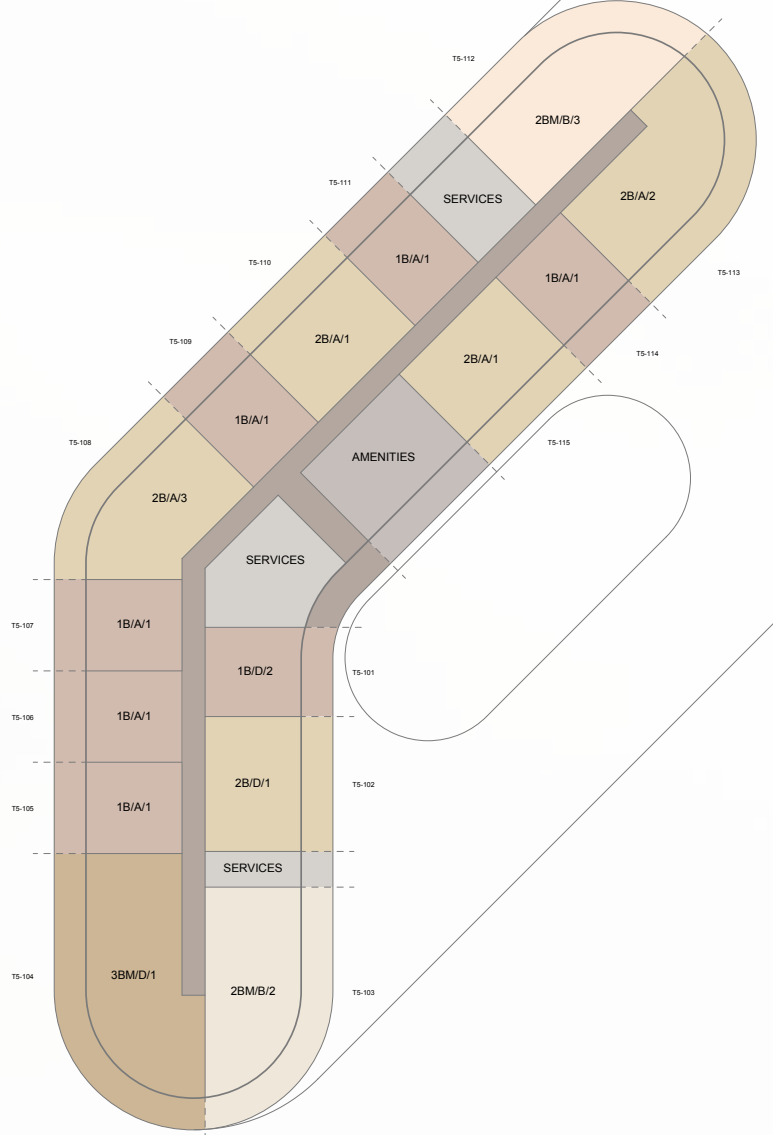 T5-112
2BM/B/3
T5-111
SERVICES
2B/A/2
T5-110
1B/A/1
1B/A/1
T5-113
T5-109
2B/A/1
2B/A/1
T5-114
T5-108
1B/A/1
AMENITIES
T5-115
2B/A/3
SERVICES
T5-107
1B/A/1
1B/D/2
T5-101
T5-106
1B/A/1
2B/D/1
T5-102
T5-105
1B/A/1
SERVICES
T5-104
3BM/D/1
2BM/B/2
T5-103